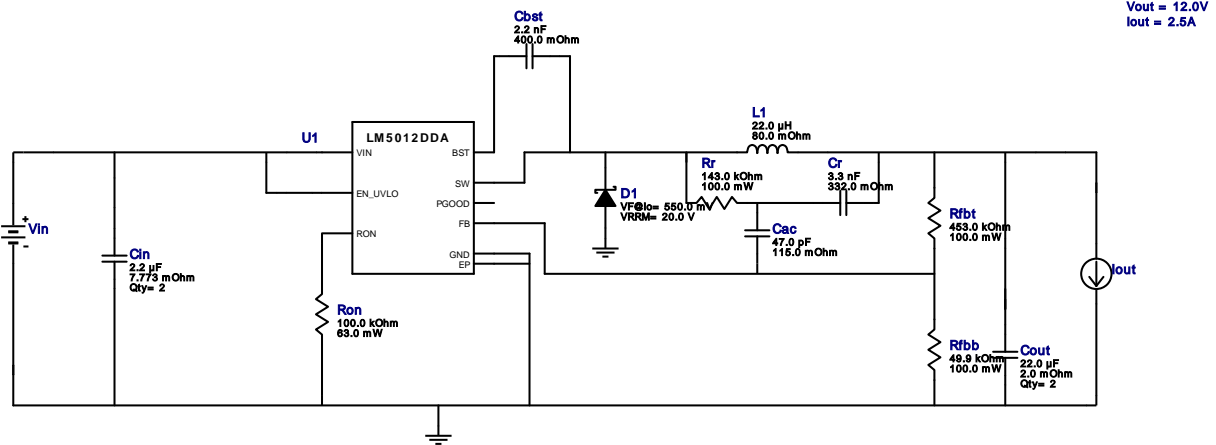 Vout = 12.0V
Iout = 2.5A
Cbst
2.2 nF
400.0 mOhm
U1
LM5012DDA
VIN
BST
EN_UVLO
SW
PGOOD
RON
FB
GND
EP
L1
22.0 µH
80.0 mOhm
Rr
143.0 kOhm
100.0 mW
Cr
3.3 nF
332.0 mOhm
D1
VF@Io= 550.0 mV
VRRM= 20.0 V
Cac
47.0 pF
115.0 mOhm
Rfbt
453.0 kOhm
100.0 mW
+
Vin
-
Cin
2.2 µF
7.773 mOhm
Qty= 2
Iout
Ron
100.0 kOhm
63.0 mW
Rfbb
49.9 kOhm
100.0 mW
Cout
22.0 µF
2.0 mOhm
Qty= 2